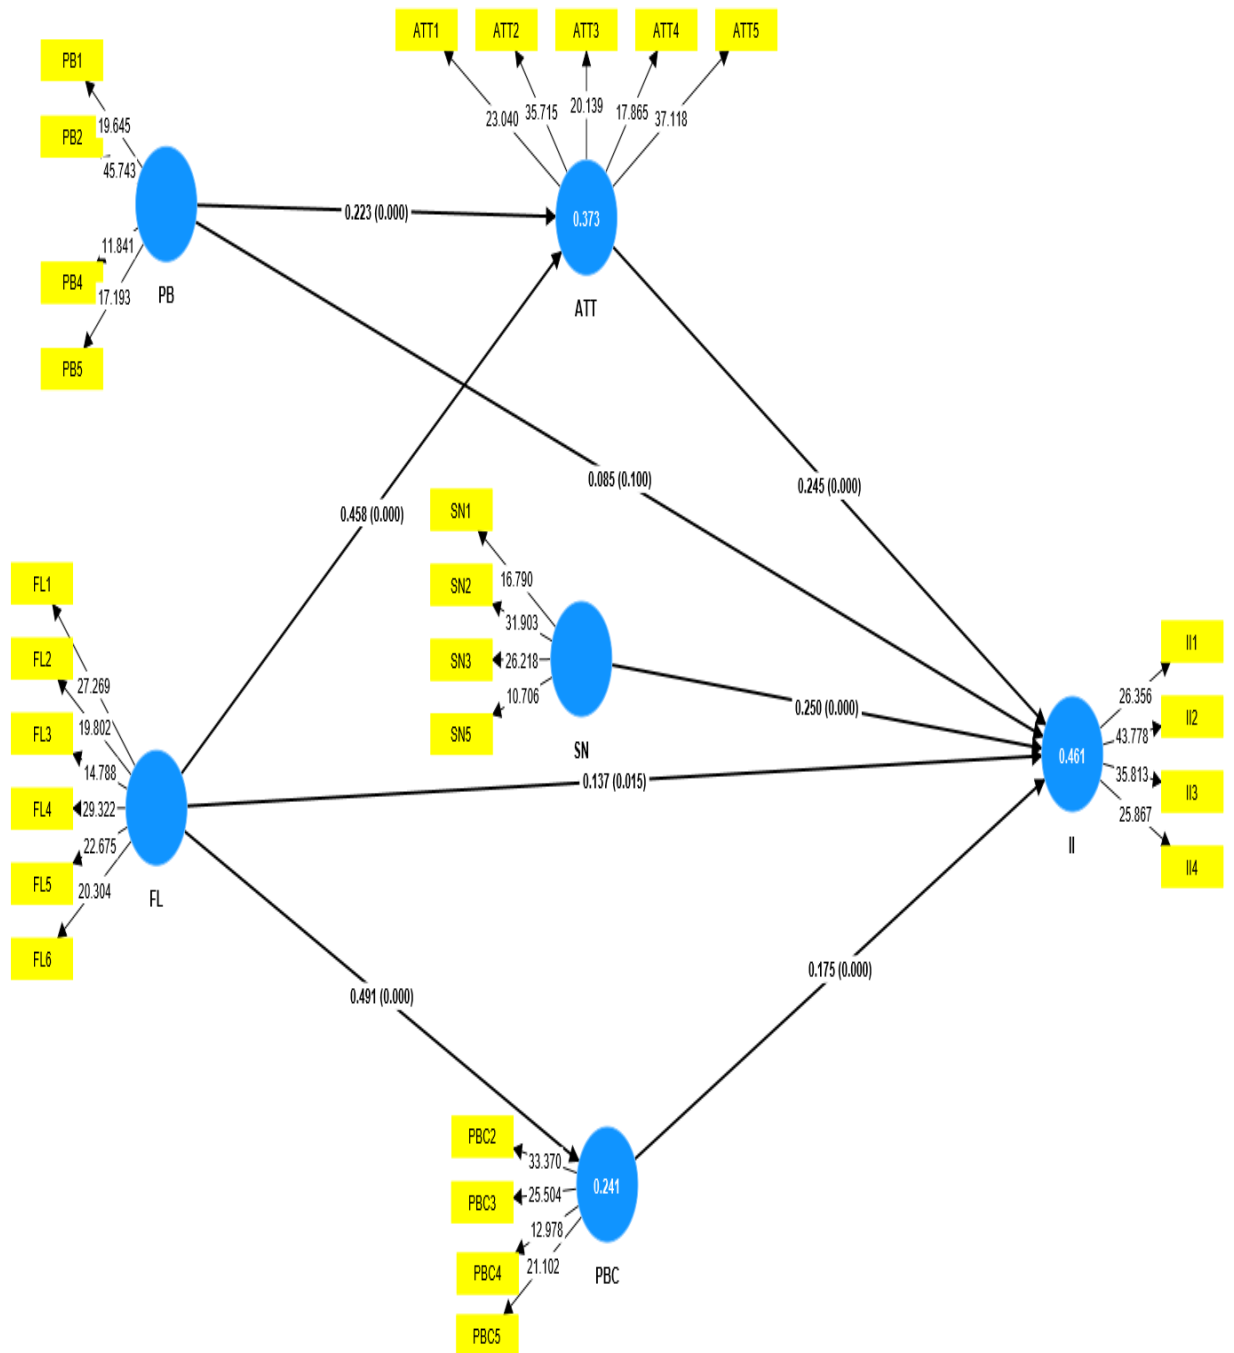 ATT1
ATT2
ATT3
ATT4
ATT5
23.040
35.715
20.139
17.865
37.118
0.373
ATT
PB1
PB2
PB4
PB5
19.645
45.743
11.841
17.193
PB
0.223 (0.000)
0.085 (0.100)
0.245 (0.000)
0.458 (0.000)
SN1
SN2
SN3
SN5
16.790
31.903
26.218
10.706
SN
0.250 (0.000)
FL1
FL2
FL3
FL4
FL5
FL6
27.269
19.802
14.788
29.322
22.675
20.304
FL
0.137 (0.015)
II1
II2
II3
II4
26.356
43.778
35.813
25.867
0.461
II
0.491 (0.000)
0.175 (0.000)
PBC2
PBC3
PBC4
PBC5
33.370
25.504
12.978
21.102
0.241
PBC